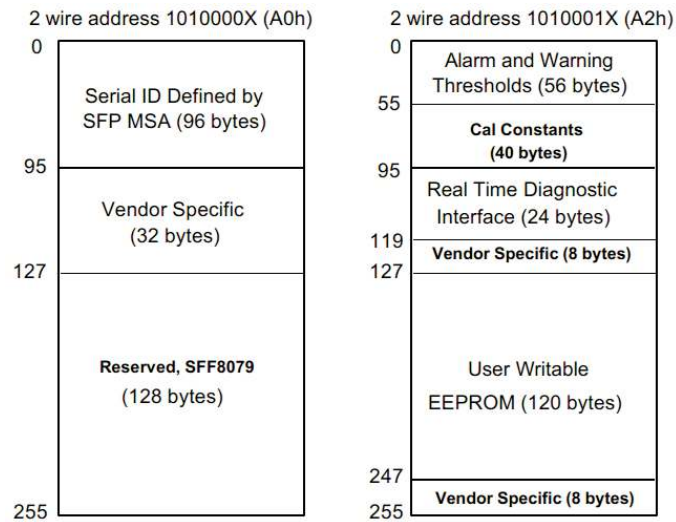 2 wire address 1010000X (A0h)
0
Serial ID Defined by
SFP MSA (96 bytes)
95
Vendor Specific
(32 bytes)
127
Reserved, SFF8079
(128 bytes)
255
2 wire address 1010001X (A2h)
0
Alarm and Warning
Thresholds (56 bytes)
55
Cal Constants
(40 bytes)
95
Real Time Diagnostic
Interface (24 bytes)
119
Vendor Specific (8 bytes)
127
User Writable
EEPROM (120 bytes)
247
Vendor Specific (8 bytes)
255